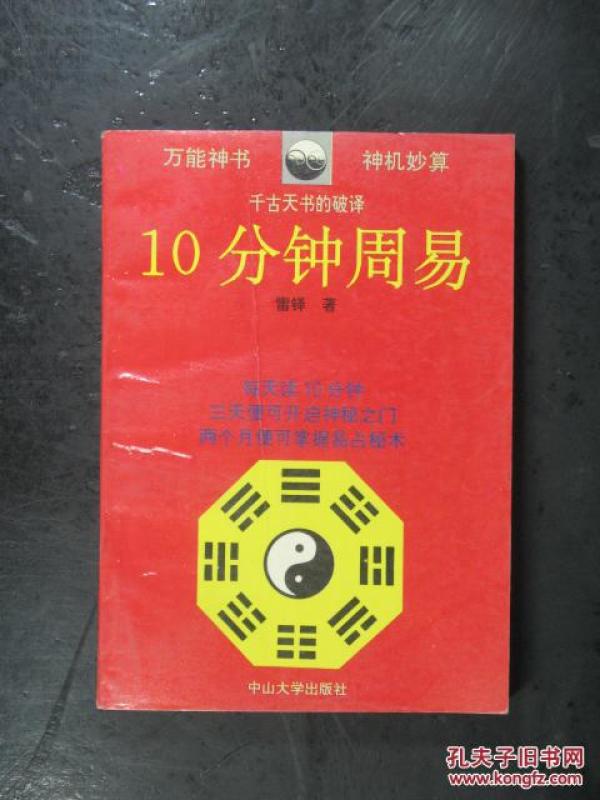 万能神书 神机妙算
千古天书的破译
10分钟周易
雷铎 著
每天读10分钟
三天便可开启神秘之门
两个月便可掌握易占秘术
中山大学出版社
孔夫子旧书网
www.kongfz.com